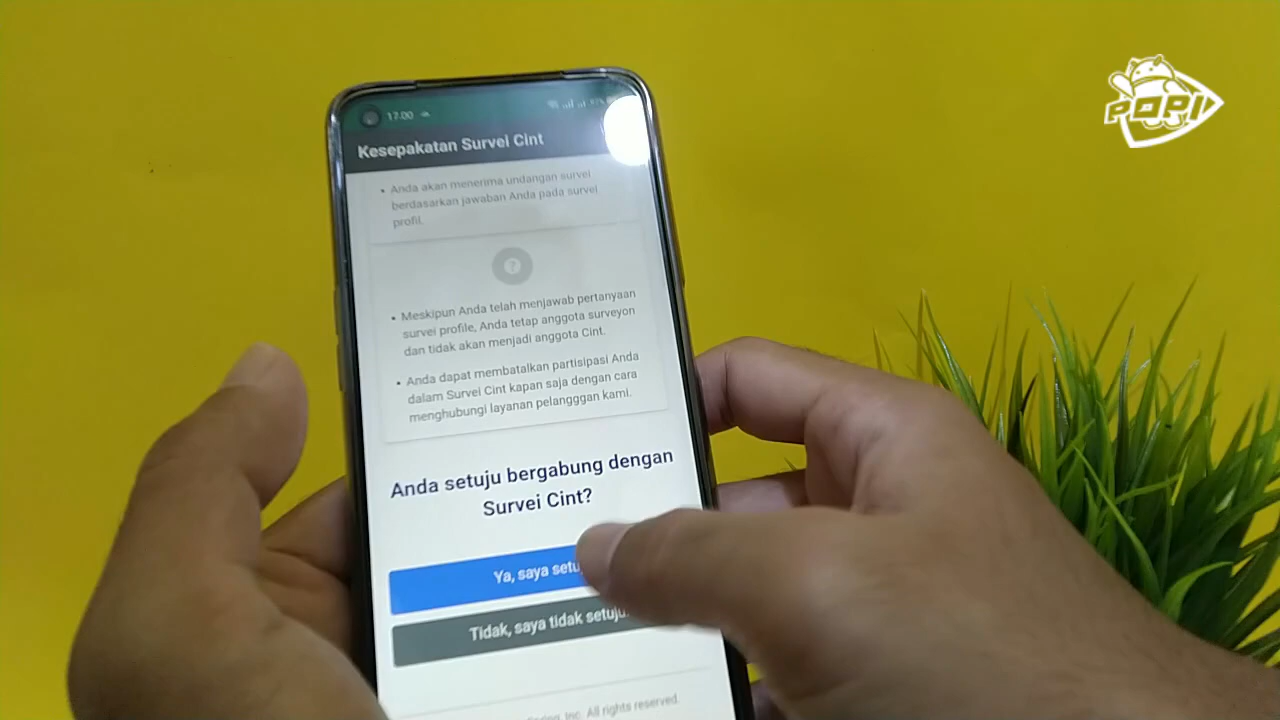 POPI
17.00
Kesepakatan Survei Cint
• Anda akan menerima undangan survei
berdasarkan jawaban Anda pada survei
profil.
?
• Meskipun Anda telah menjawab pertanyaan
survei profile, Anda tetap anggota surveyon
dan tidak akan menjadi anggota Cint.
• Anda dapat membatalkan partisipasi Anda
dalam Survei Cint kapan saja dengan cara
menghubungi layanan pelangggan kami.
Anda setuju bergabung dengan
Survei Cint?
Ya, saya
Tidak, saya tidak setuju.
Inc. All rights reserved.